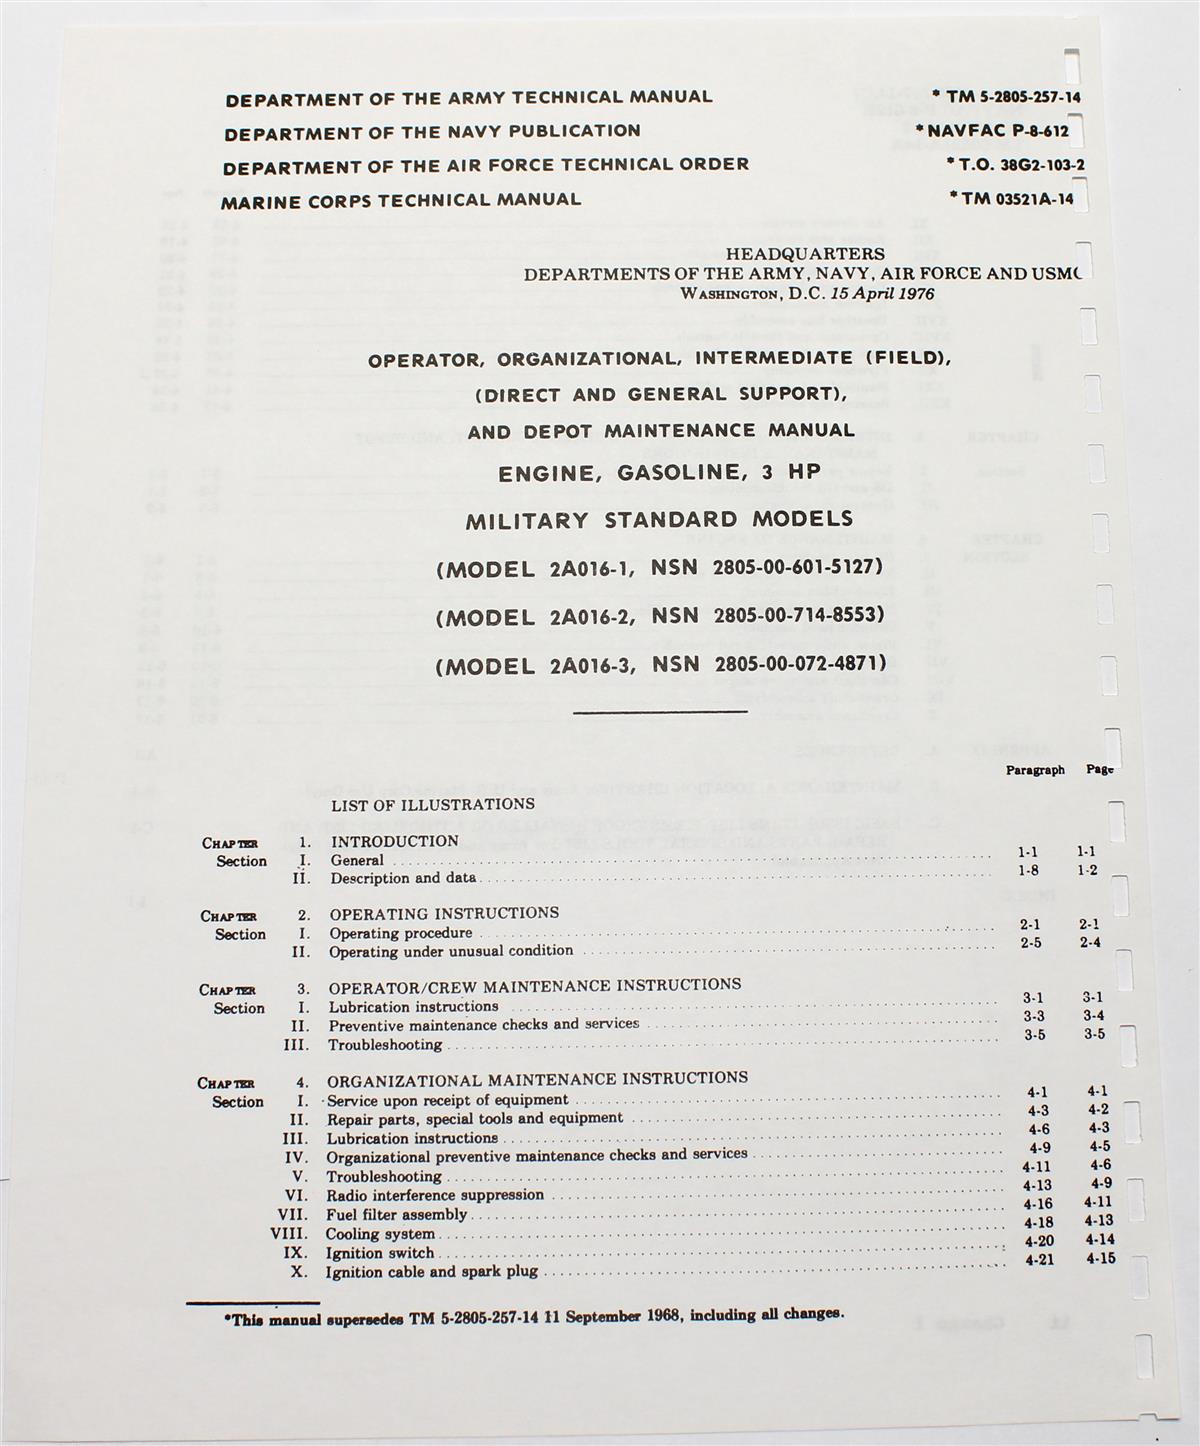 DEPARTMENT OF THE ARMY TECHNICAL MANUAL * TM 5-2805-257-14
DEPARTMENT OF THE NAVY PUBLICATION *NAVFAC P-8-612
DEPARTMENT OF THE AIR FORCE TECHNICAL ORDER *T.O. 38G2-103-2
MARINE CORPS TECHNICAL MANUAL *TM 03521A-14
HEADQUARTERS
DEPARTMENTS OF THE ARMY, NAVY, AIR FORCE AND USMC
WASHINGTON, D.C. 15 April 1976
OPERATOR, ORGANIZATIONAL, INTERMEDIATE (FIELD),
(DIRECT AND GENERAL SUPPORT),
AND DEPOT MAINTENANCE MANUAL
ENGINE, GASOLINE, 3 HP
MILITARY STANDARD MODELS
(MODEL 2A016-1, NSN 2805-00-601-5127)
(MODEL 2A016-2, NSN 2805-00-714-8553)
(MODEL 2A016-3, NSN 2805-00-072-4871)
Paragraph Page
LIST OF ILLUSTRATIONS
CHAPTER 1. INTRODUCTION
Section I. General 1-1 1-1
II. Description and data 1-8 1-2
CHAPTER 2. OPERATING INSTRUCTIONS
Section I. Operating procedure 2-1 2-1
II. Operating under unusual condition 2-5 2-4
CHAPTER 3. OPERATOR/CREW MAINTENANCE INSTRUCTIONS
Section I. Lubrication instructions 3-1 3-1
II. Preventive maintenance checks and services 3-3 3-4
III. Troubleshooting 3-5 3-5
CHAPTER 4. ORGANIZATIONAL MAINTENANCE INSTRUCTIONS
Section I. Service upon receipt of equipment 4-1 4-1
II. Repair parts, special tools and equipment 4-3 4-2
III. Lubrication instructions 4-6 4-3
IV. Organizational preventive maintenance checks and services 4-9 4-5
V. Troubleshooting 4-11 4-6
VI. Radio interference suppression 4-13 4-9
VII. Fuel filter assembly 4-16 4-11
VIII. Cooling system 4-18 4-13
IX. Ignition switch 4-20 4-14
X. Ignition cable and spark plug 4-21 4-15
*This manual supersedes TM 5-2805-257-14 11 September 1968, including all changes.